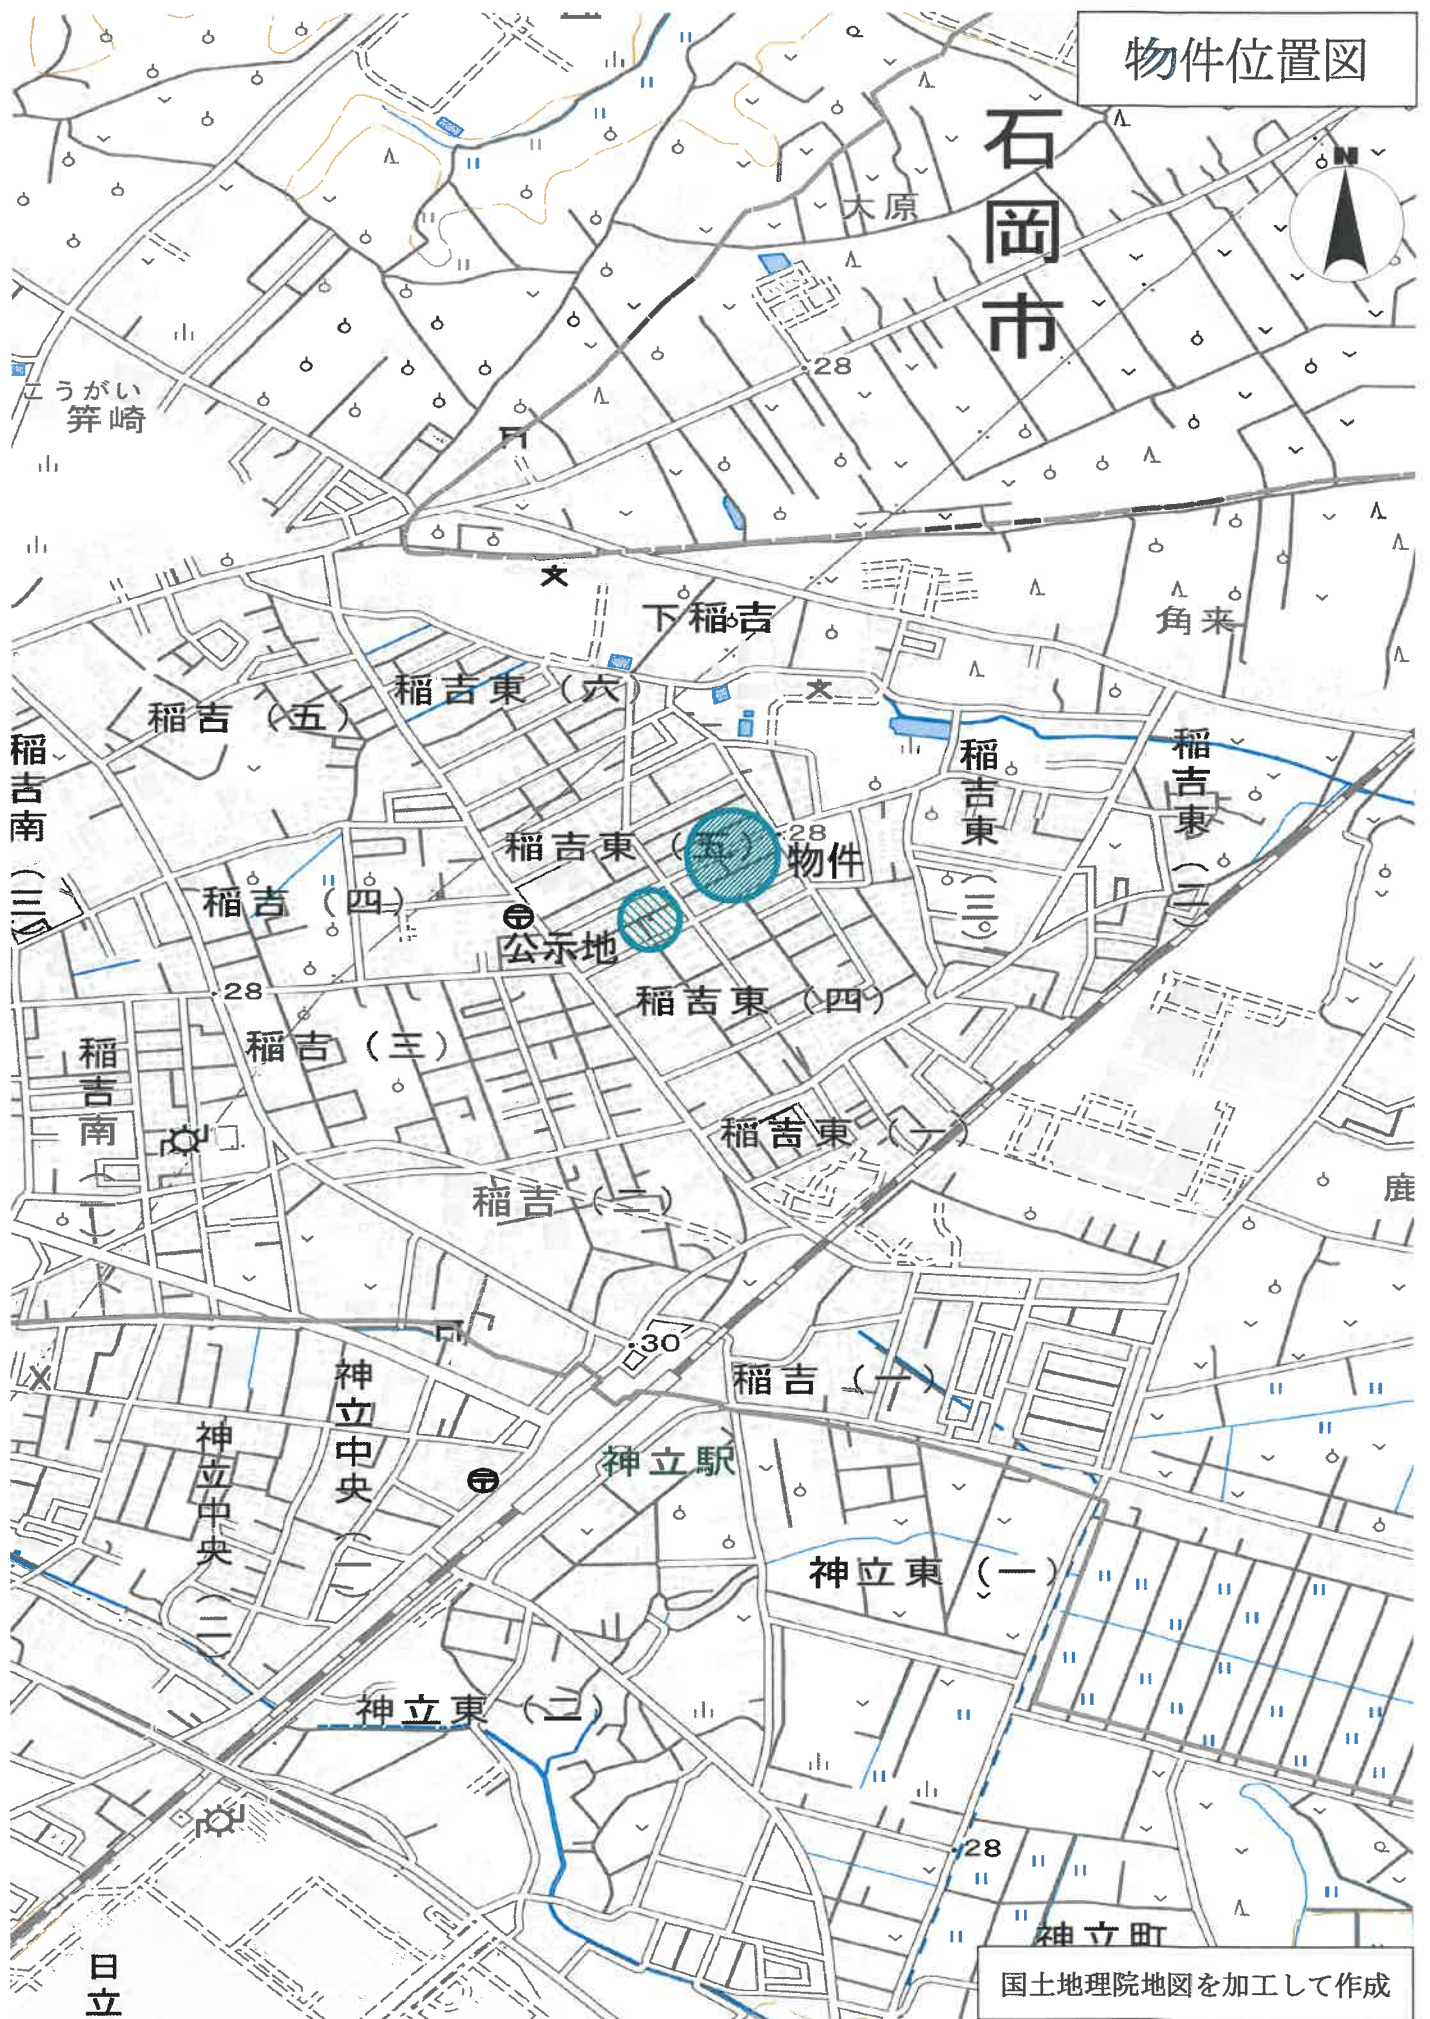 物件位置図
石岡市
N
大原
28
こうがい
笄崎
下稲吉
角来
稲吉東（六）
稲吉（五）
稲吉南（三）
稲吉東（三）
稲吉東（二）
稲吉東（五）
28
物件
稲吉（四）
公示地
28
稲吉東（四）
稲吉（三）
稲吉南
稲吉東（一）
稲吉（二）
鹿
30
稲吉（一）
神立中央（一）
神立中央（二）
神立駅
神立東（一）
神立東（二）
28
神立町
日立
国土地理院地図を加工して作成